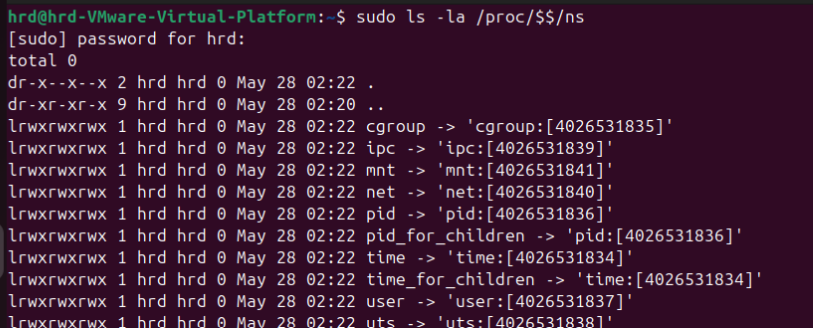 hrd@hrd-VMware-Virtual-Platform:~$ sudo ls -la /proc/$$/ns
[sudo] password for hrd:
total 0
dr-x--x--x 2 hrd hrd 0 May 28 02:22 .
dr-xr-xr-x 9 hrd hrd 0 May 28 02:20 ..
lrwxrwxrwx 1 hrd hrd 0 May 28 02:22 cgroup -> 'cgroup:[4026531835]'
lrwxrwxrwx 1 hrd hrd 0 May 28 02:22 ipc -> 'ipc:[4026531839]'
lrwxrwxrwx 1 hrd hrd 0 May 28 02:22 mnt -> 'mnt:[4026531841]'
lrwxrwxrwx 1 hrd hrd 0 May 28 02:22 net -> 'net:[4026531840]'
lrwxrwxrwx 1 hrd hrd 0 May 28 02:22 pid -> 'pid:[4026531836]'
lrwxrwxrwx 1 hrd hrd 0 May 28 02:22 pid_for_children -> 'pid:[4026531836]'
lrwxrwxrwx 1 hrd hrd 0 May 28 02:22 time -> 'time:[4026531834]'
lrwxrwxrwx 1 hrd hrd 0 May 28 02:22 time_for_children -> 'time:[4026531834]'
lrwxrwxrwx 1 hrd hrd 0 May 28 02:22 user -> 'user:[4026531837]'
lrwxrwxrwx 1 hrd hrd 0 May 28 02:22 uts -> 'uts:[4026531838]'